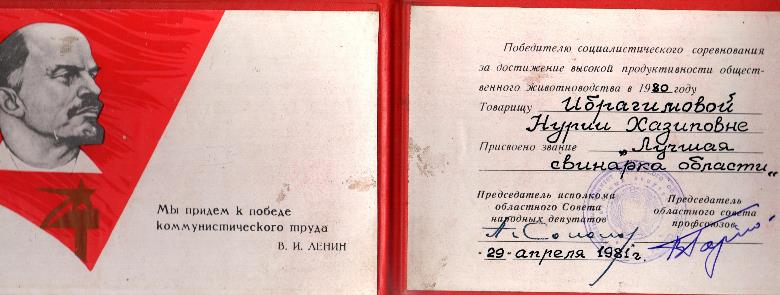 Мы придем к победе
коммунистического труда
В. И. ЛЕНИН
Победителю социалистического соревнования
за достижение высокой продуктивности общест-
венного животноводства в 1980 году
Товарищу Ибрагимовой
Нурии Хазиповне
Присвоено звание „Лучшая
свинарка области„
Председатель исполкома
областного Совета
народных депутатов
Председатель
областного совета
профсоюзов
29 апреля 1981 г.